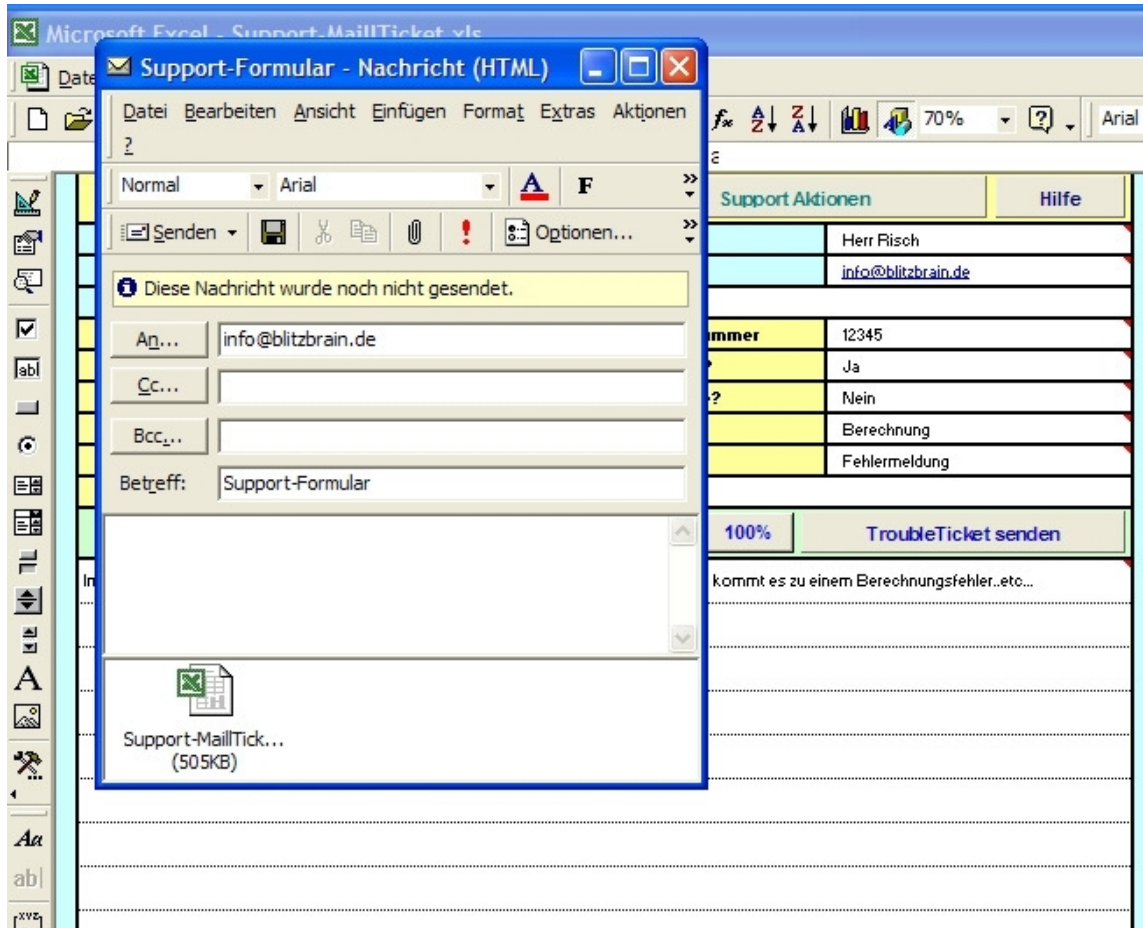 Microsoft Excel - Support-MaillTicket.xls
Support-Formular - Nachricht (HTML)
Datei Bearbeiten Ansicht Einfügen Format Extras Aktionen
?
Normal Arial A F
Senden Optionen...
Diese Nachricht wurde noch nicht gesendet.
An... info@blitzbrain.de
Cc...
Bcc...
Betreff: Support-Formular
Support-MaillTick...
(505KB)
70% Arial
Support Aktionen Hilfe
Herr Risch
info@blitzbrain.de
12345
? Ja
? Nein
Berechnung
Fehlermeldung
100% TroubleTicket senden
kommt es zu einem Berechnungsfehler..etc...